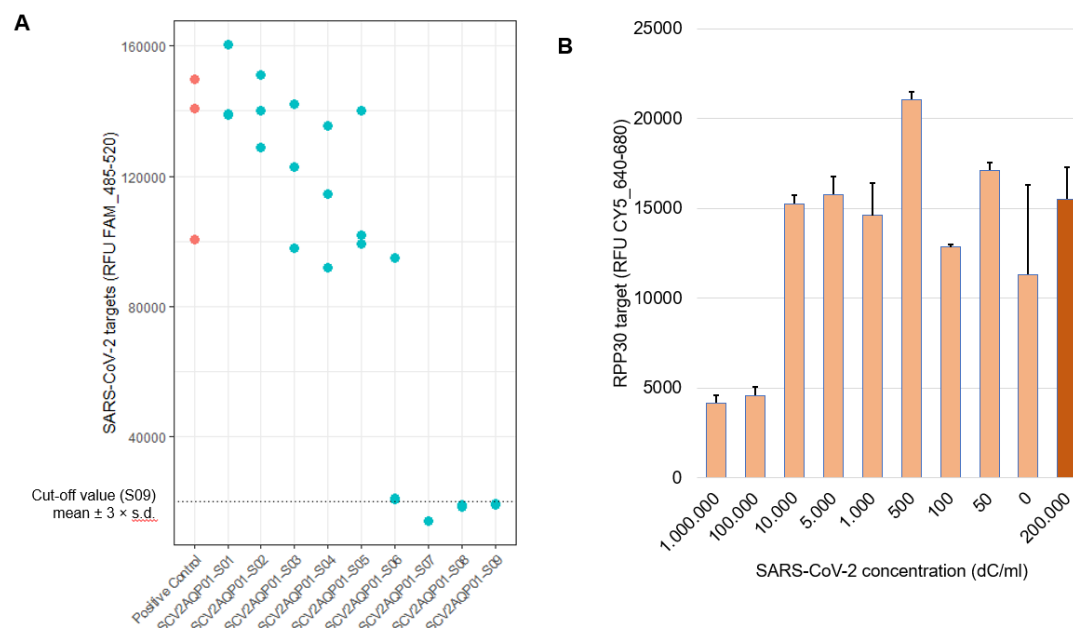 A
SARS-CoV-2 targets (RFU FAM_485-520)
160000
120000
80000
40000
Cut-off value (S09)
mean ± 3 × s.d.
Positive Control
SCV2AQP01-S01
SCV2AQP01-S02
SCV2AQP01-S03
SCV2AQP01-S04
SCV2AQP01-S05
SCV2AQP01-S06
SCV2AQP01-S07
SCV2AQP01-S08
SCV2AQP01-S09
B
RPP30 target (RFU CY5_640-680)
25000
20000
15000
10000
5000
0
1.000.000
100.000
10.000
5.000
1.000
500
100
50
0
200.000
SARS-CoV-2 concentration (dC/ml)